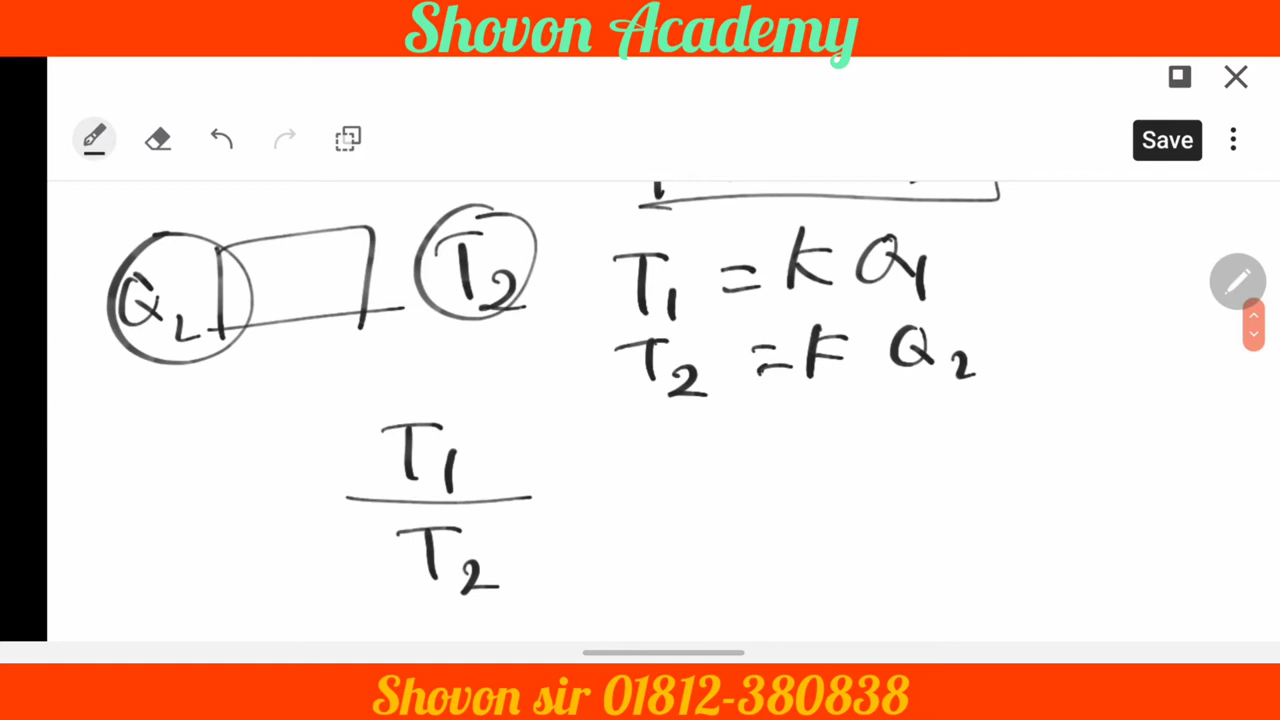 Shovon Academy
Save
Q2 T2
T1 = K Q1
T2 = K Q2
T1
T2
Shovon sir 01812-380838